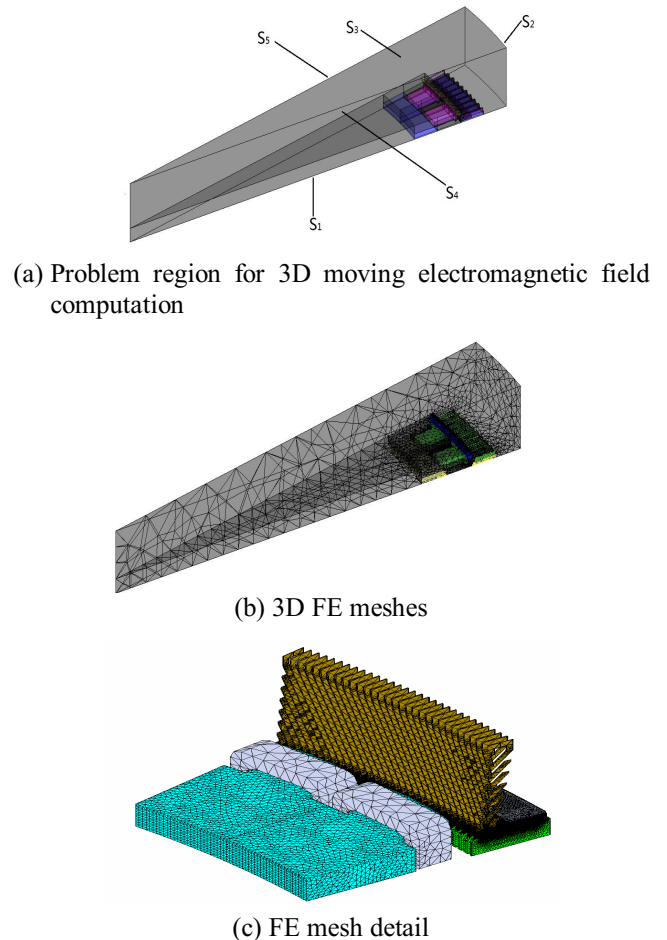 S5
S3
S2
S4
S1
(a) Problem region for 3D moving electromagnetic field
computation
(b) 3D FE meshes
(c) FE mesh detail